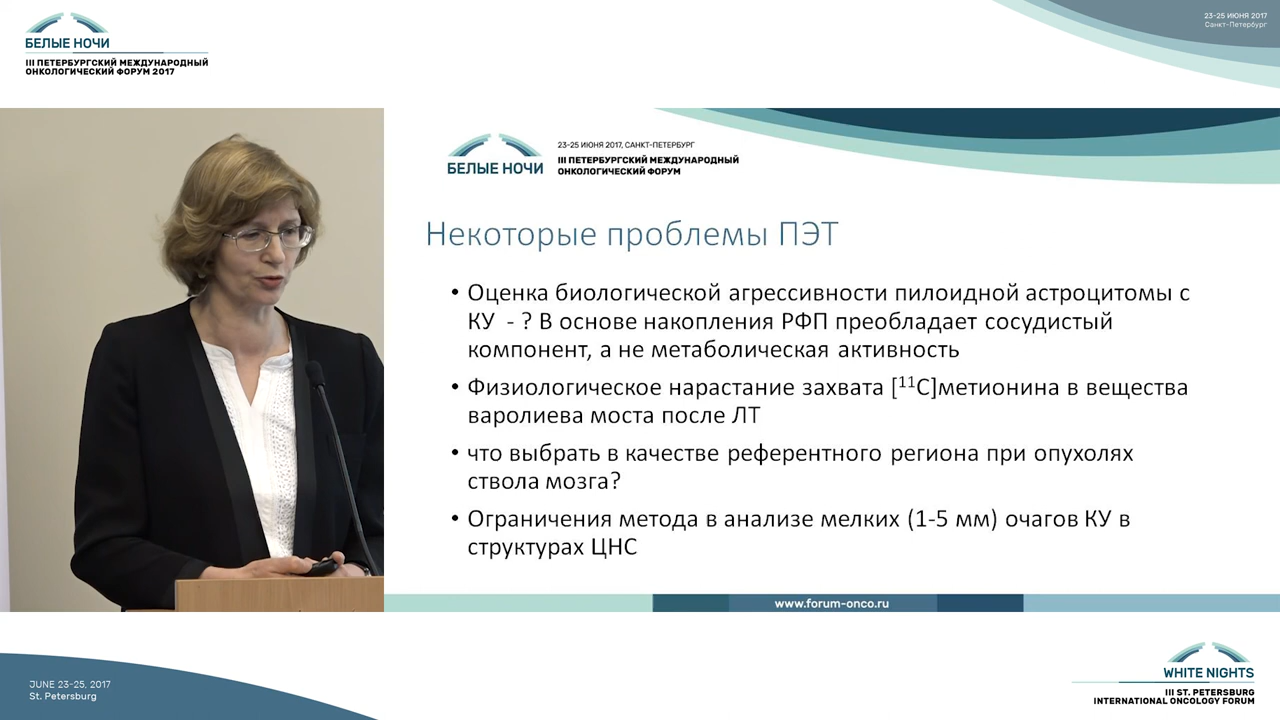 БЕЛЫЕ НОЧИ
III ПЕТЕРБУРГСКИЙ МЕЖДУНАРОДНЫЙ
ОНКОЛОГИЧЕСКИЙ ФОРУМ 2017
23-25 ИЮНЯ 2017
Санкт-Петербург
БЕЛЫЕ НОЧИ
23-25 ИЮНЯ 2017, САНКТ-ПЕТЕРБУРГ
III ПЕТЕРБУРГСКИЙ МЕЖДУНАРОДНЫЙ
ОНКОЛОГИЧЕСКИЙ ФОРУМ
Некоторые проблемы ПЭТ
• Оценка биологической агрессивности пилоидной астроцитомы с
КУ - ? В основе накопления РФП преобладает сосудистый
компонент, а не метаболическая активность
• Физиологическое нарастание захвата [¹¹С]метионина в вещества
варолиева моста после ЛТ
• что выбрать в качестве референтного региона при опухолях
ствола мозга?
• Ограничения метода в анализе мелких (1-5 мм) очагов КУ в
структурах ЦНС
www.forum-onco.ru
JUNE 23-25, 2017
St. Petersburg
WHITE NIGHTS
III ST. PETERSBURG
INTERNATIONAL ONCOLOGY FORUM